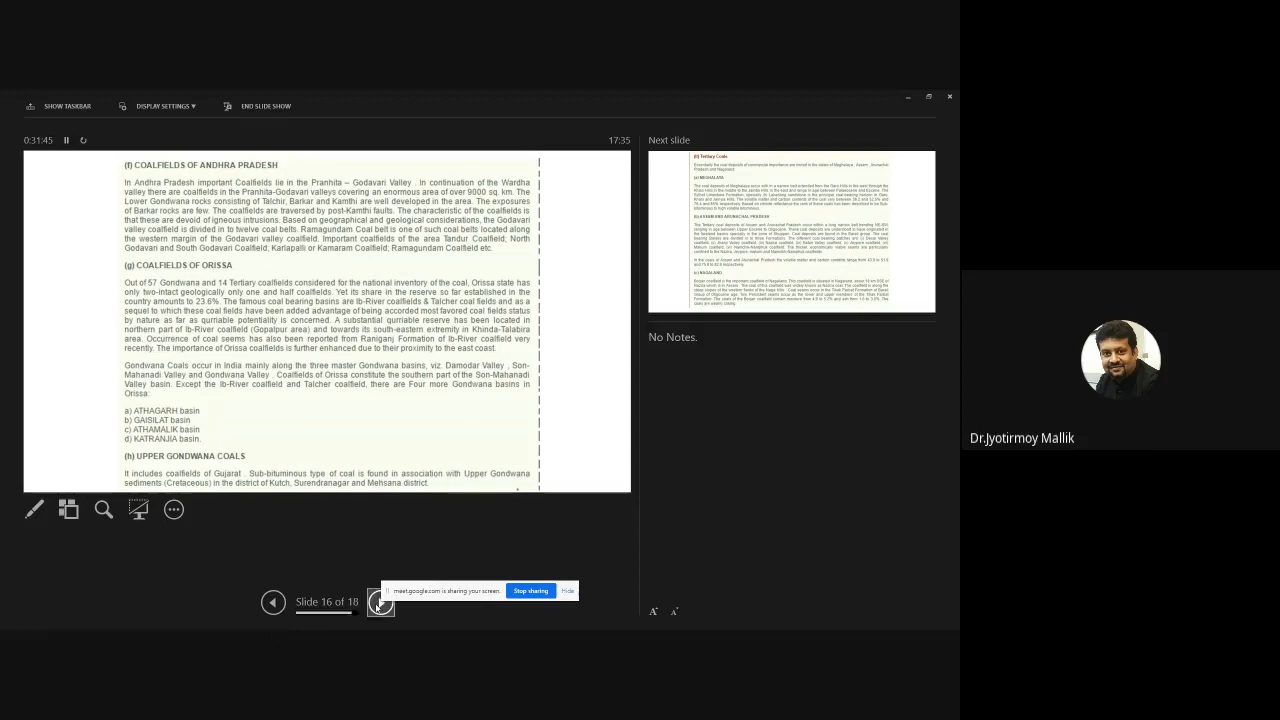 SHOW TASKBAR
DISPLAY SETTINGS ▼
END SLIDE SHOW
0:31:45
17:35
Next slide
(f) COALFIELDS OF ANDHRA PRADESH
In Andhra Pradesh important Coalfields lie in the Pranhita – Godavari Valley . In continuation of the Wardha
valley there are coalfields in the Pranhita-Godavari valleys covering an enormous area of over 9000 sq. km. The
Lower Gondwana rocks consisting of Talchir, Barkar and Kamthi are well developed in the area. The exposures
of Barkar rocks are few. The coalfields are traversed by post-Kamthi faults. The characteristic of the coalfields is
that these are devoid of igneous intrusions. Based on geographical and geological considerations, the Godavari
valley coalfield is divided in to twelve coal belts. Ramagundam Coal belt is one of such coal belts located along
the western margin of the Godavari valley coalfield. Important coalfields of the area Tandur Coalfield; North
Godavari and South Godavari Coalfield; Karlapalli or Kamaram Coalfield; Ramagundam Coalfield etc.
(g) COALFIELDS OF ORISSA
Out of 57 Gondwana and 14 Tertiary coalfields considered for the national inventory of the coal, Orissa state has
only two-intact geologically only one and half coalfields. Yet its share in the reserve so far established in the
country amounts to 23.6%. The famous coal bearing basins are Ib-River coalfields & Talcher coal fields and as a
sequel to which these coal fields have been added advantage of being accorded most favored coal fields status
by nature as far as qurriable potentiality is concerned. A substantial qurriable reserve has been located in
northern part of Ib-River coalfield (Gopalpur area) and towards its south-eastern extremity in Khinda-Talabira
area. Occurrence of coal seems has also been reported from Raniganj Formation of Ib-River coalfield very
recently. The importance of Orissa coalfields is further enhanced due to their proximity to the east coast.
Gondwana Coals occur in India mainly along the three master Gondwana basins, viz. Damodar Valley , Son-
Mahanadi Valley and Gondwana Valley . Coalfields of Orissa constitute the southern part of the Son-Mahanadi
Valley basin. Except the Ib-River coalfield and Talcher coalfield, there are Four more Gondwana basins in
Orissa:
a) ATHAGARH basin
b) GAISILAT basin
c) ATHAMALIK basin
d) KATRANJIA basin.
(h) UPPER GONDWANA COALS
It includes coalfields of Gujarat . Sub-bituminous type of coal is found in association with Upper Gondwana
sediments (Cretaceous) in the district of Kutch, Surendranagar and Mehsana district.
(II) Tertiary Coals
(a) MEGHALAYA
(b) ASSAM AND ARUNACHAL PRADESH
(c) NAGALAND
No Notes.
Dr.Jyotirmoy Mallik
meet.google.com is sharing your screen.
Stop sharing
Hide
Slide 16 of 18
A A